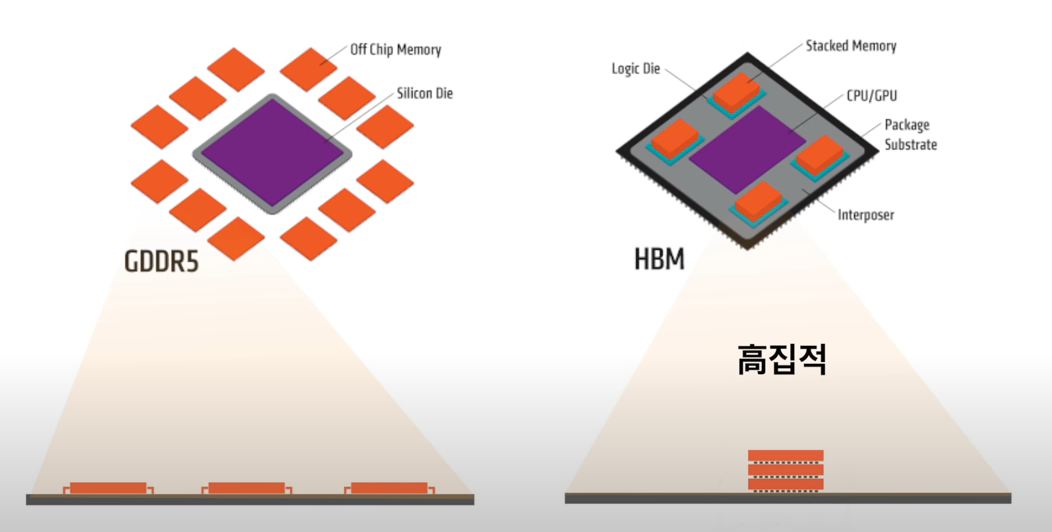 Off Chip Memory
Silicon Die
GDDR5
Stacked Memory
Logic Die
CPU/GPU
Package
Substrate
Interposer
HBM
高집적